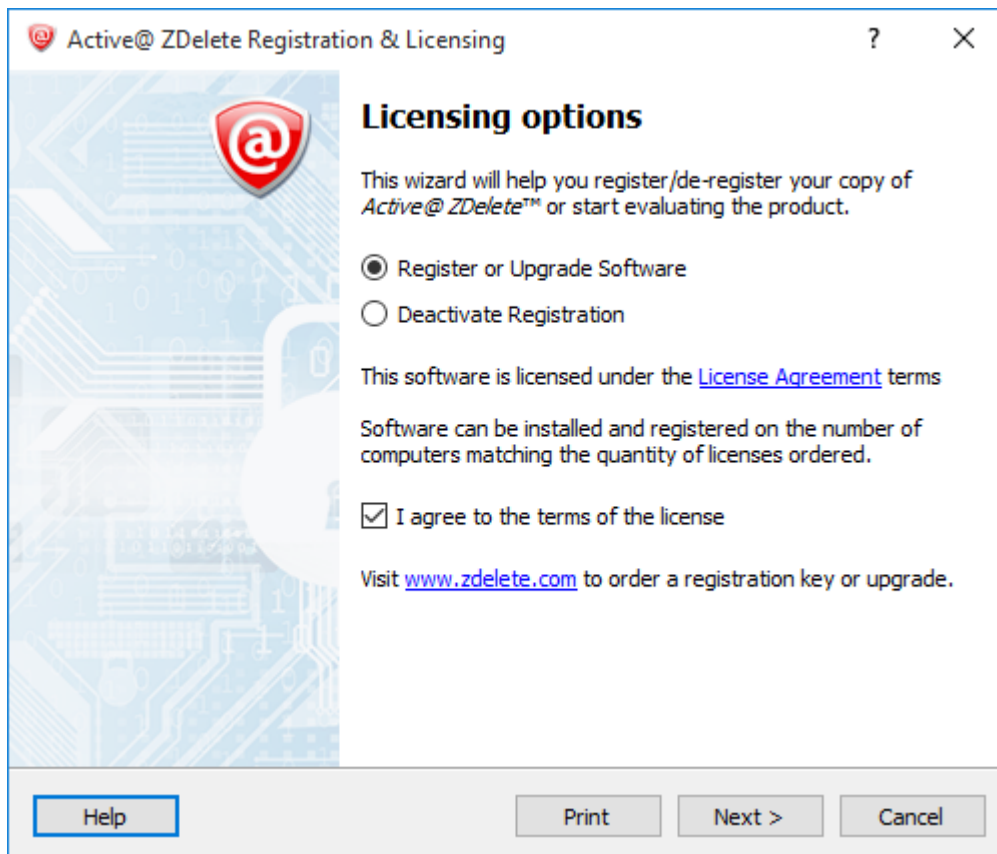 Active@ ZDelete Registration & Licensing
?
Licensing options
This wizard will help you register/de-register your copy of
Active@ ZDelete™ or start evaluating the product.
Register or Upgrade Software
Deactivate Registration
This software is licensed under the License Agreement terms
Software can be installed and registered on the number of
computers matching the quantity of licenses ordered.
I agree to the terms of the license
Visit www.zdelete.com to order a registration key or upgrade.
Help
Print
Next >
Cancel